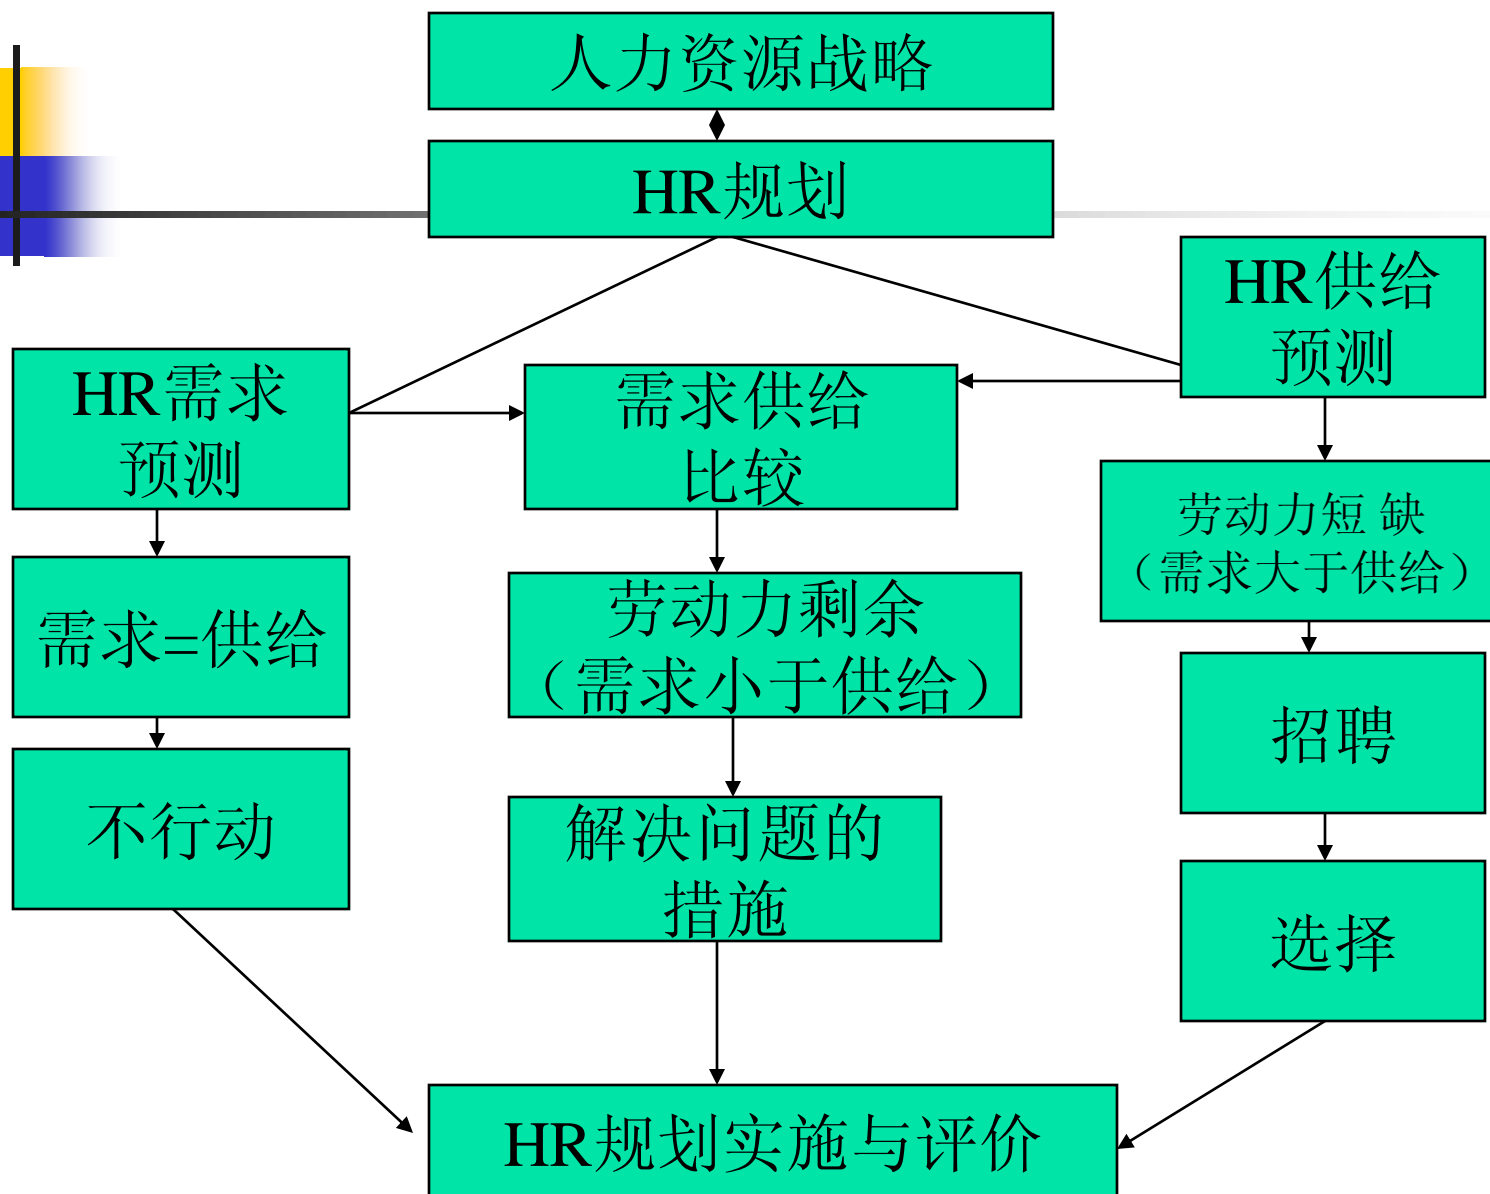 人力资源战略
HR规划
HR供给
预测
HR需求
预测
需求供给
比较
劳动力短 缺
（需求大于供给）
需求=供给
劳动力剩余
（需求小于供给）
招聘
不行动
解决问题的
措施
选择
HR规划实施与评价